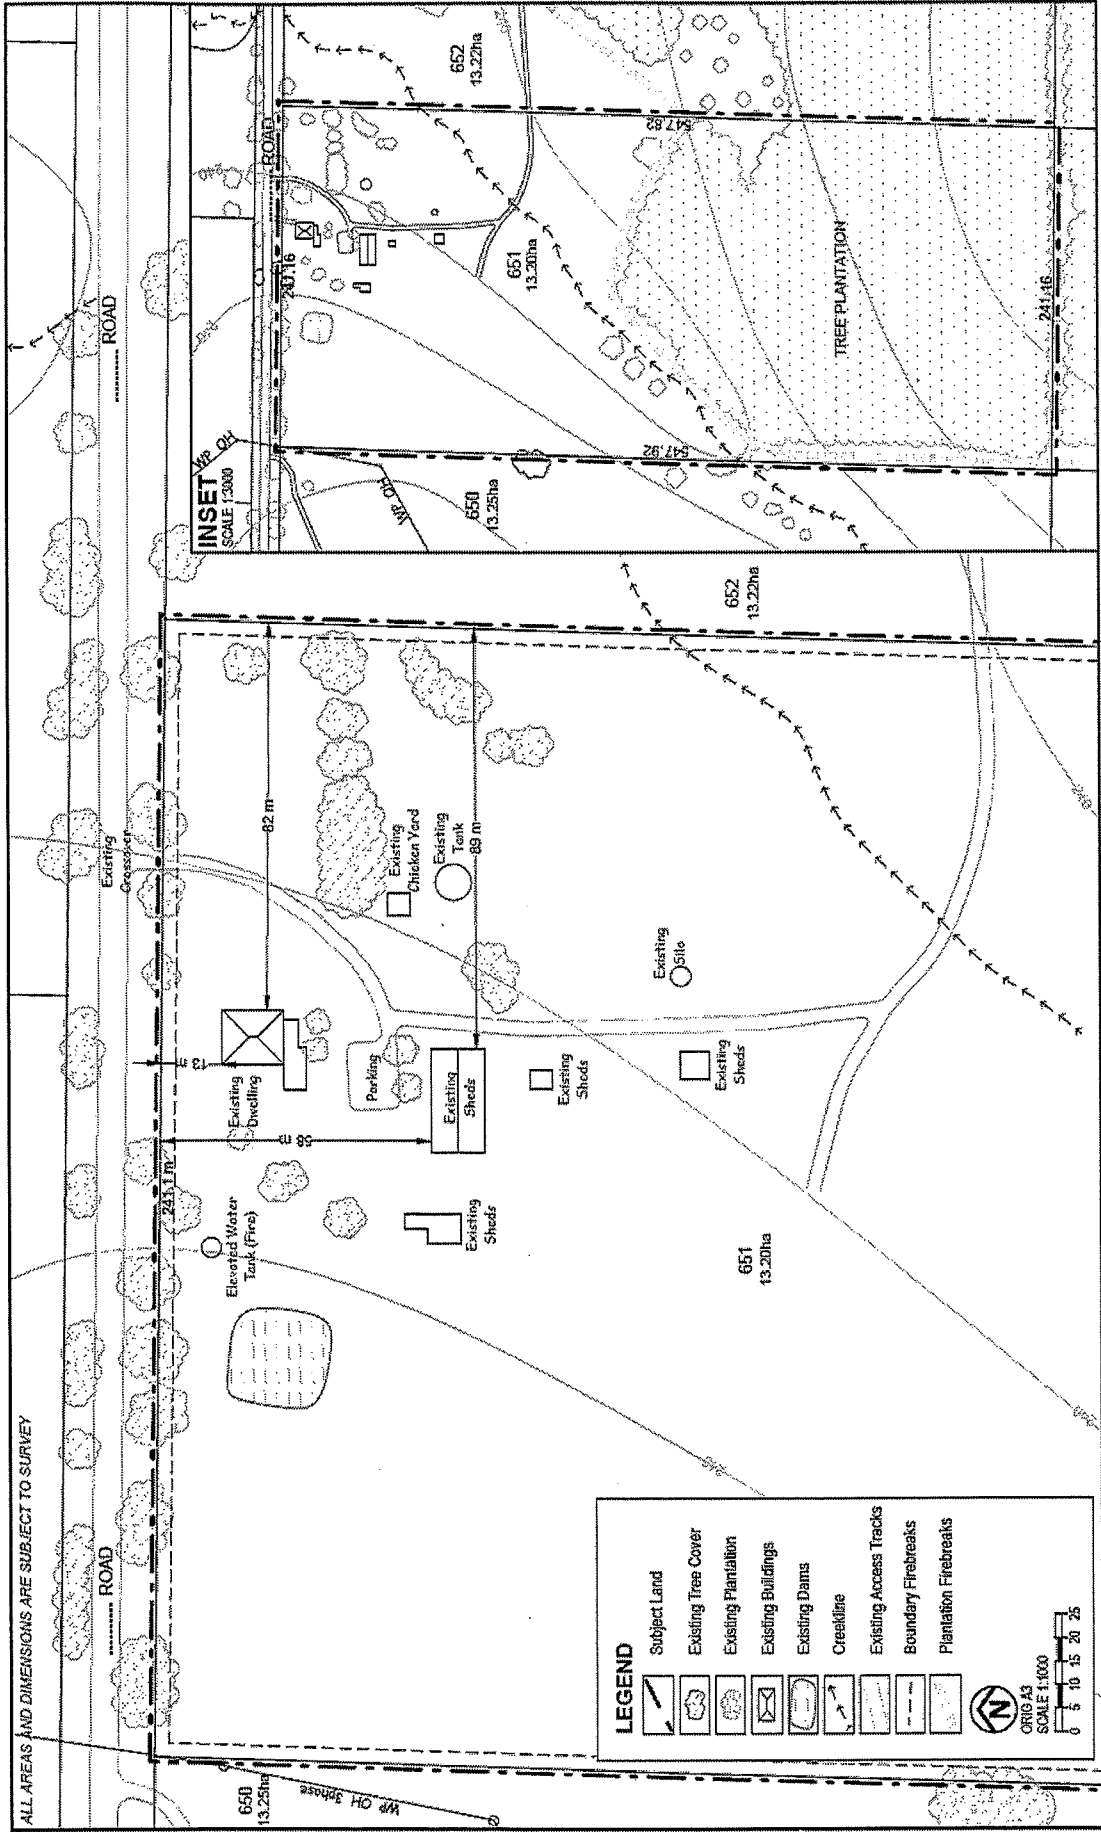 ALL AREAS AND DIMENSIONS ARE SUBJECT TO SURVEY
ROAD
ROAD
Existing
Crossover
650
13.25ha
WP OH 3phase
241.1 m
13 m
82 m
58 m
89 m
Elevated Water
Tank (Fire)
Existing
Dwelling
Parking
Existing
Sheds
Existing
Sheds
Existing
Sheds
Existing
Sheds
Existing
Chicken Yard
Existing
Tank
Existing
Silo
651
13.20ha
652
13.22ha
LEGEND
Subject Land
Existing Tree Cover
Existing Plantation
Existing Buildings
Existing Dams
Creekline
Existing Access Tracks
Boundary Firebreaks
Plantation Firebreaks
N
ORIG A3
SCALE 1:1000
0 5 10 15 20 25
INSET
SCALE 1:3000
WP OH
WP OH
ROAD
241.16
650
13.25ha
651
13.20ha
652
13.22ha
547.92
547.82
TREE PLANTATION
241.16